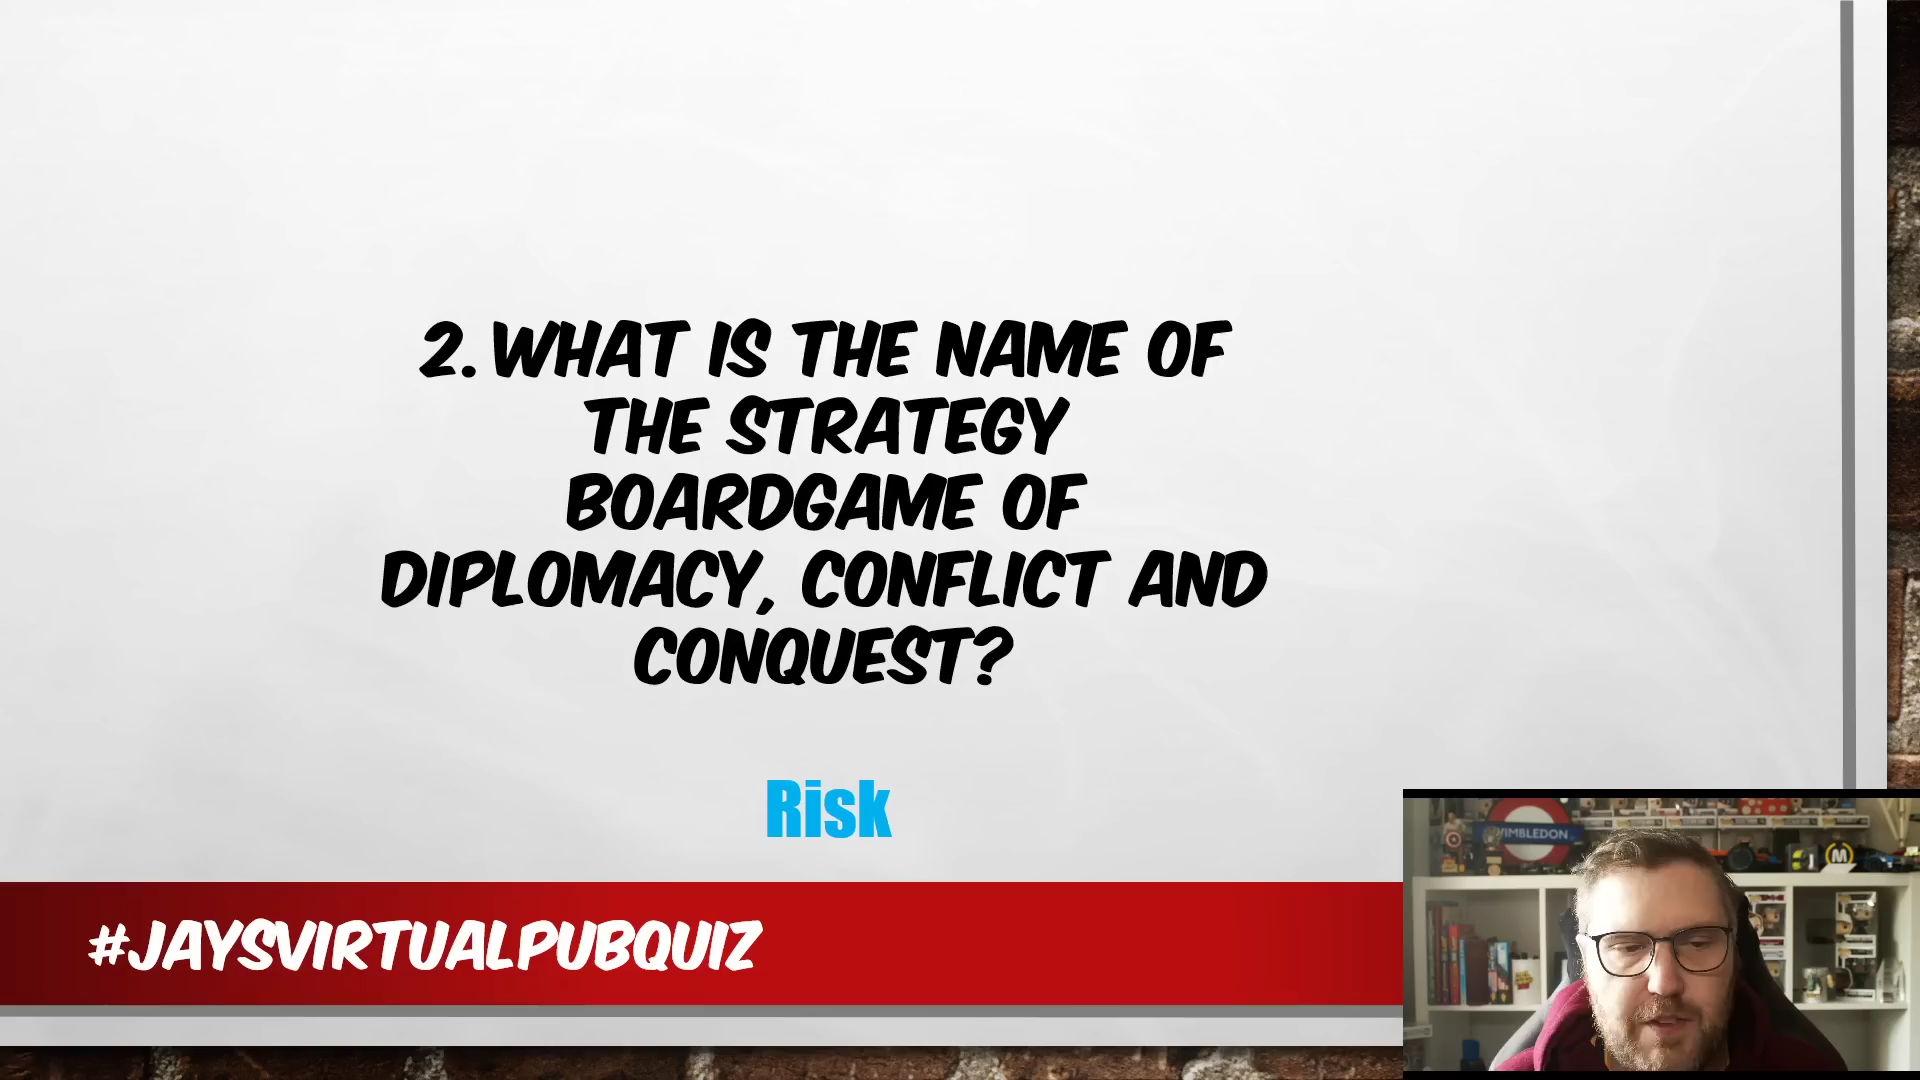 2. WHAT IS THE NAME OF
THE STRATEGY
BOARDGAME OF
DIPLOMACY, CONFLICT AND
CONQUEST?
Risk
#JAYSVIRTUALPUBQUIZ
WIMBLEDON
M